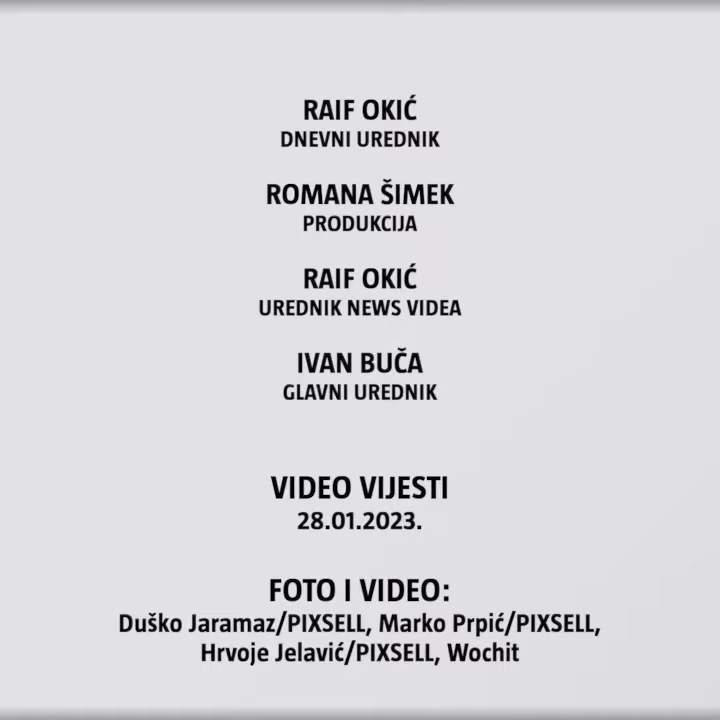 RAIF OKIĆ
DNEVNI UREDNIK
ROMANA ŠIMEK
PRODUKCIJA
RAIF OKIĆ
UREDNIK NEWS VIDEA
IVAN BUČA
GLAVNI UREDNIK
VIDEO VIJESTI
28.01.2023.
FOTO I VIDEO:
Duško Jaramaz/PIXSELL, Marko Prpić/PIXSELL,
Hrvoje Jelavić/PIXSELL, Wochit